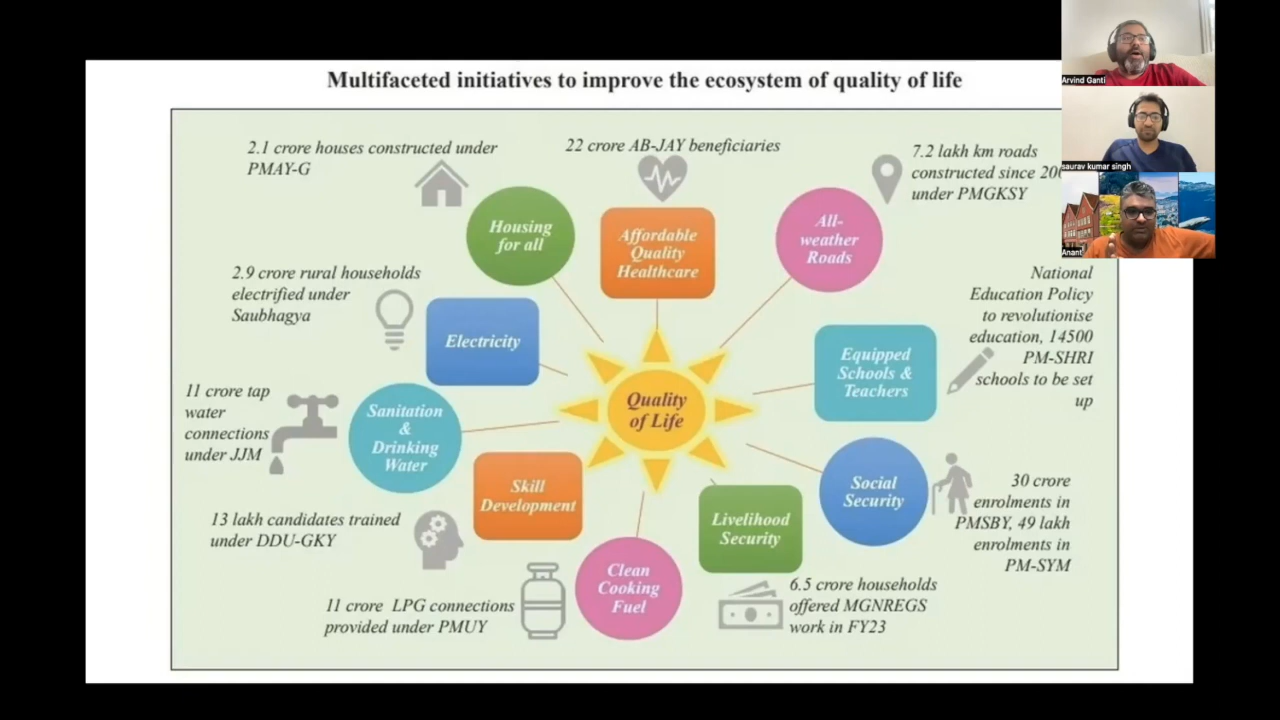 Multifaceted initiatives to improve the ecosystem of quality of life
Arvind Ganti
saurav kumar singh
Anant
2.1 crore houses constructed under
PMAY-G
22 crore AB-JAY beneficiaries
7.2 lakh km roads
constructed since
under PMGKSY
Housing
for all
Affordable
Quality
Healthcare
All-
weather
Roads
2.9 crore rural households
electrified under
Saubhagya
Electricity
National
Education Policy
to revolutionise
education, 14500
PM-SHRI
schools to be set
up
Equipped
Schools &
Teachers
Quality
of Life
11 crore tap
water
connections
under JJM
Sanitation
&
Drinking
Water
Skill
Development
13 lakh candidates trained
under DDU-GKY
Social
Security
30 crore
enrolments in
PMSBY, 49 lakh
enrolments in
PM-SYM
Livelihood
Security
6.5 crore households
offered MGNREGS
work in FY23
Clean
Cooking
Fuel
11 crore LPG connections
provided under PMUY